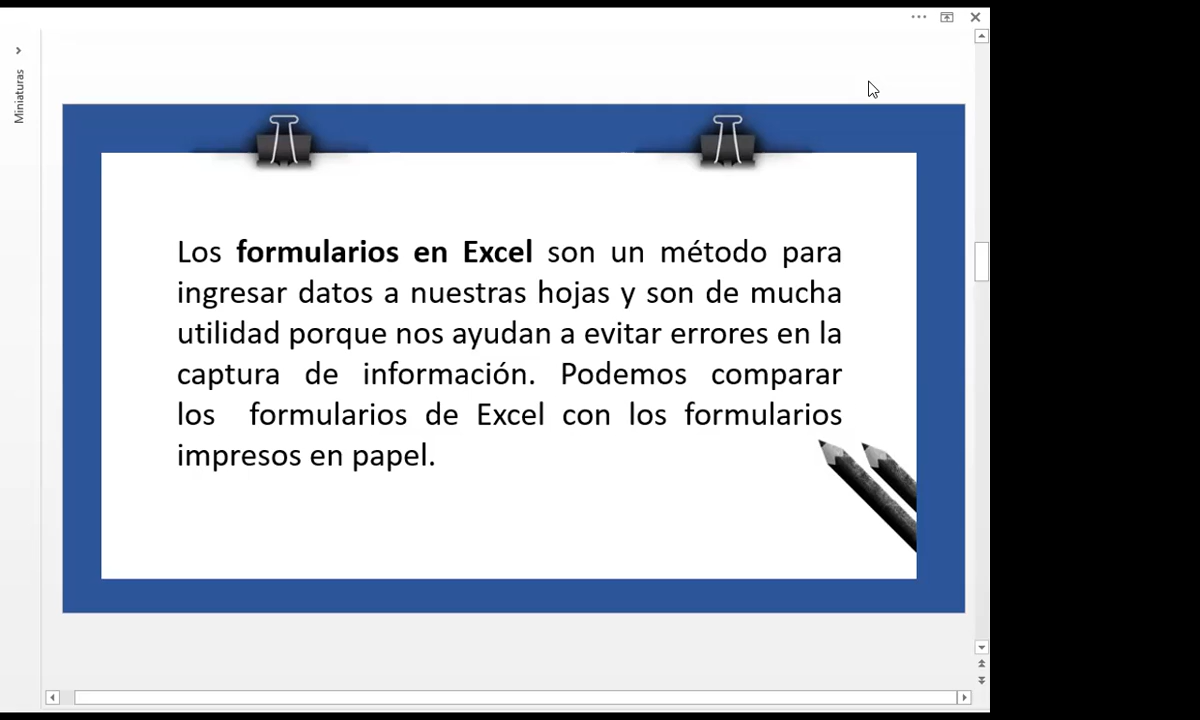 Miniaturas
Los formularios en Excel son un método para
ingresar datos a nuestras hojas y son de mucha
utilidad porque nos ayudan a evitar errores en la
captura de información. Podemos comparar
los formularios de Excel con los formularios
impresos en papel.